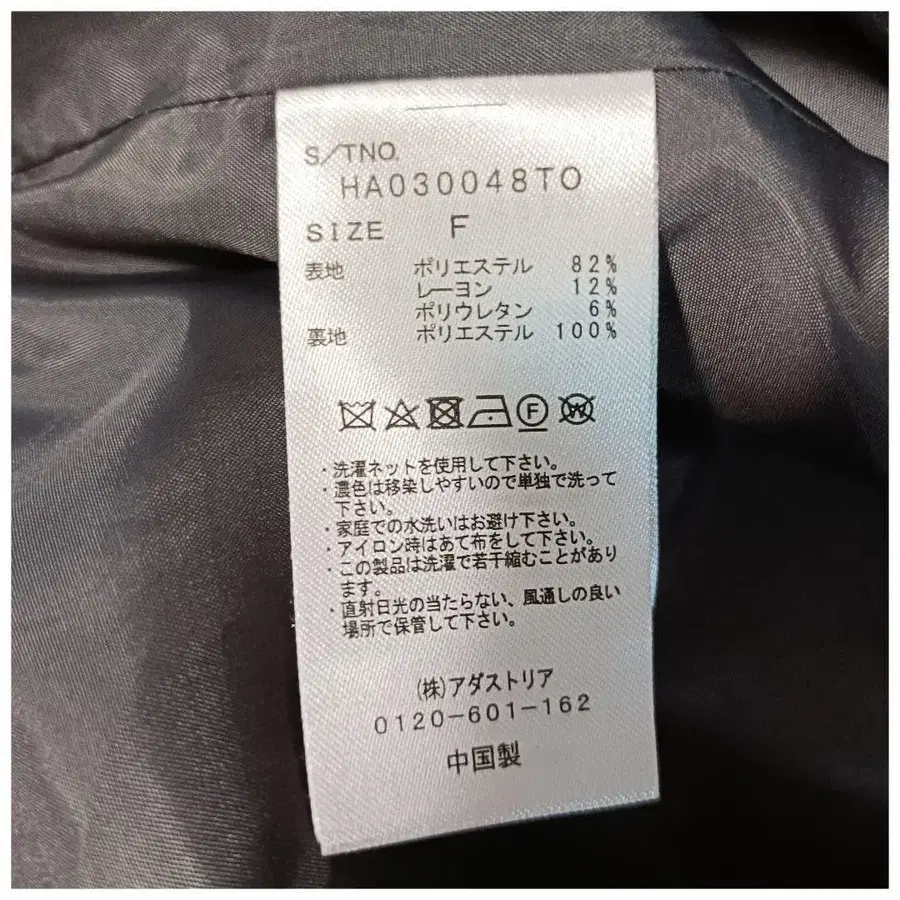 S/TNO.
HA030048TO
SIZE F
表地 ポリエステル 82%
レーヨン 12%
ポリウレタン 6%
裏地 ポリエステル 100%
F W
・洗濯ネットを使用して下さい。
・濃色は移染しやすいので単独で洗って
下さい。
・家庭での水洗いはお避け下さい。
・アイロン時はあて布をして下さい。
・この製品は洗濯で若干縮むことがあり
ます。
・直射日光の当たらない、風通しの良い
場所で保管して下さい。
(株)アダストリア
0120-601-162
中国製